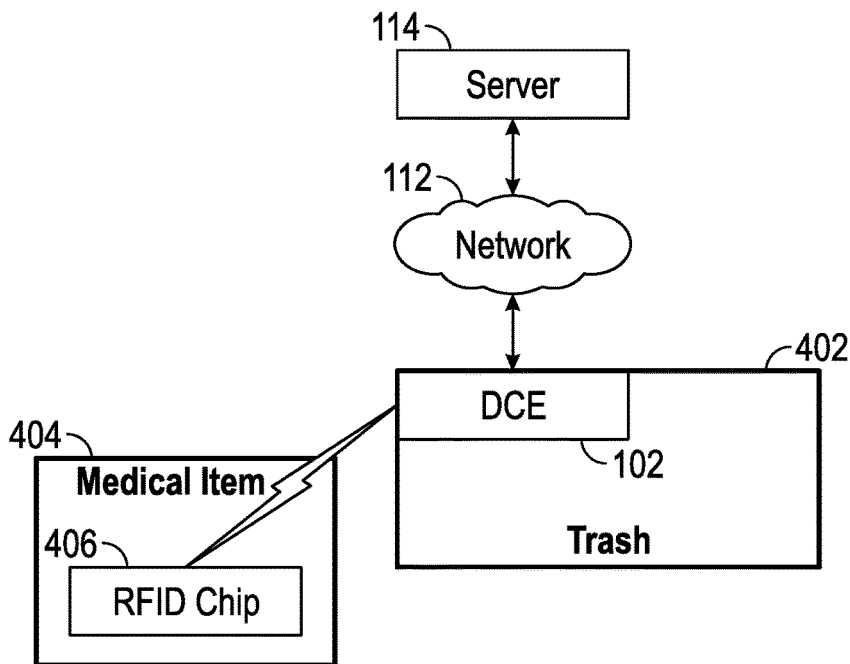 114
Server
112
Network
402
DCE
102
Trash
404
Medical Item
406
RFID Chip